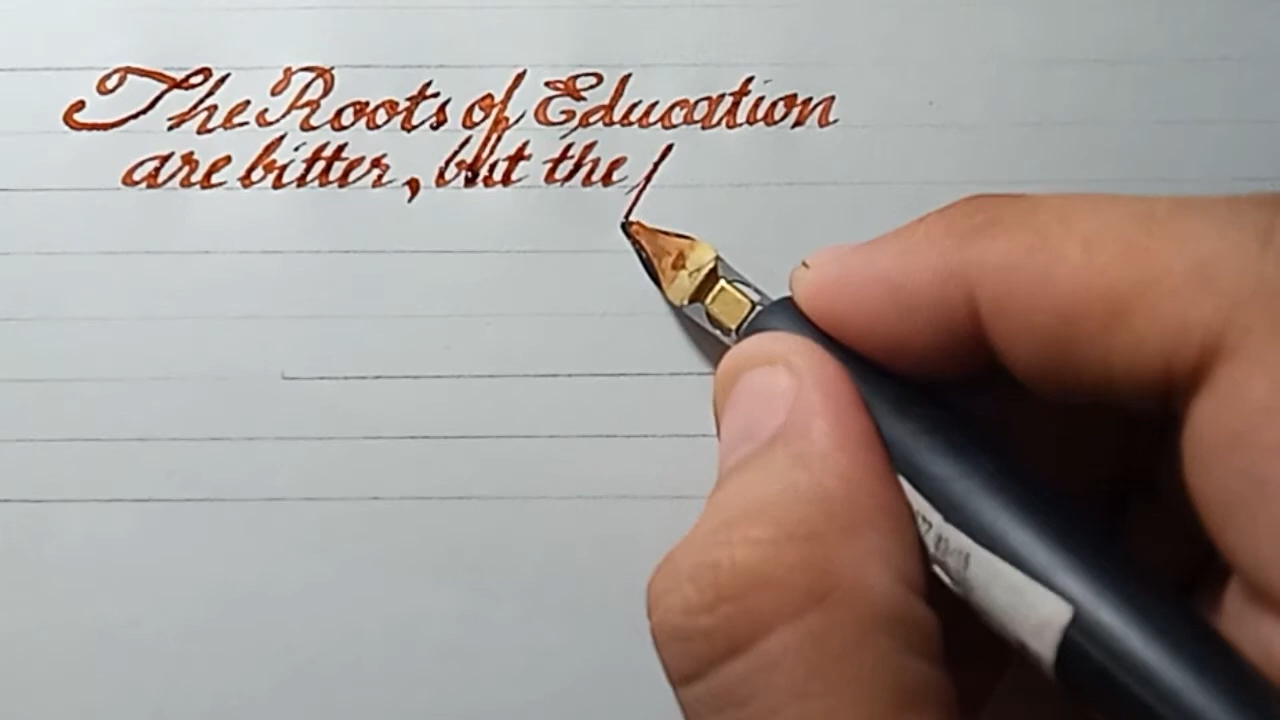 The Roots of Education
are bitter, but the